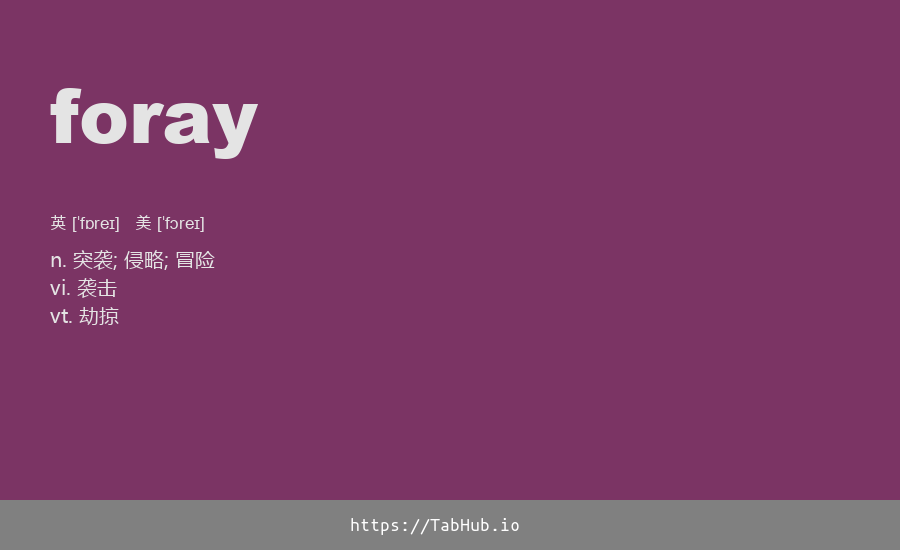 foray
英 [ˈfɒreɪ] 美 [ˈfɔreɪ]
n. 突袭; 侵略; 冒险
vi. 袭击
vt. 劫掠
https://TabHub.io